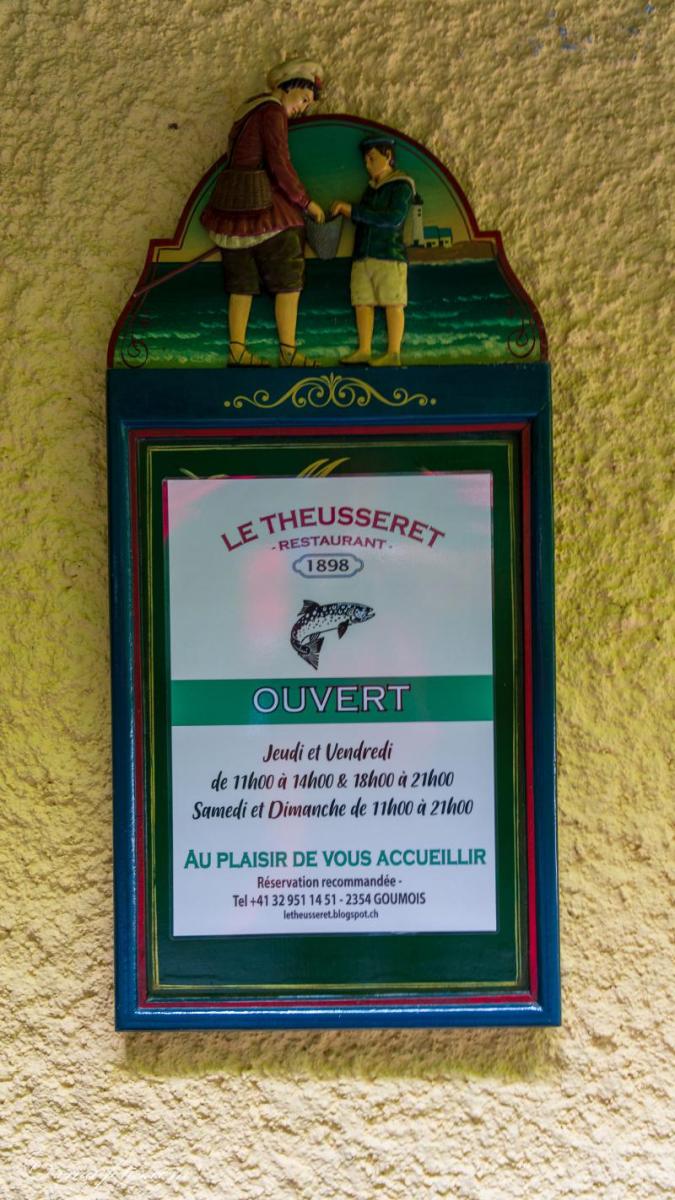 LE THEUSSERET
- RESTAURANT -
1898
OUVERT
Jeudi et Vendredi
de 11h00 à 14h00 & 18h00 à 21h00
Samedi et Dimanche de 11h00 à 21h00
AU PLAISIR DE VOUS ACCUEILLIR
Réservation recommandée -
Tel +41 32 951 14 51 - 2354 GOUMOIS
letheusseret.blogspot.ch